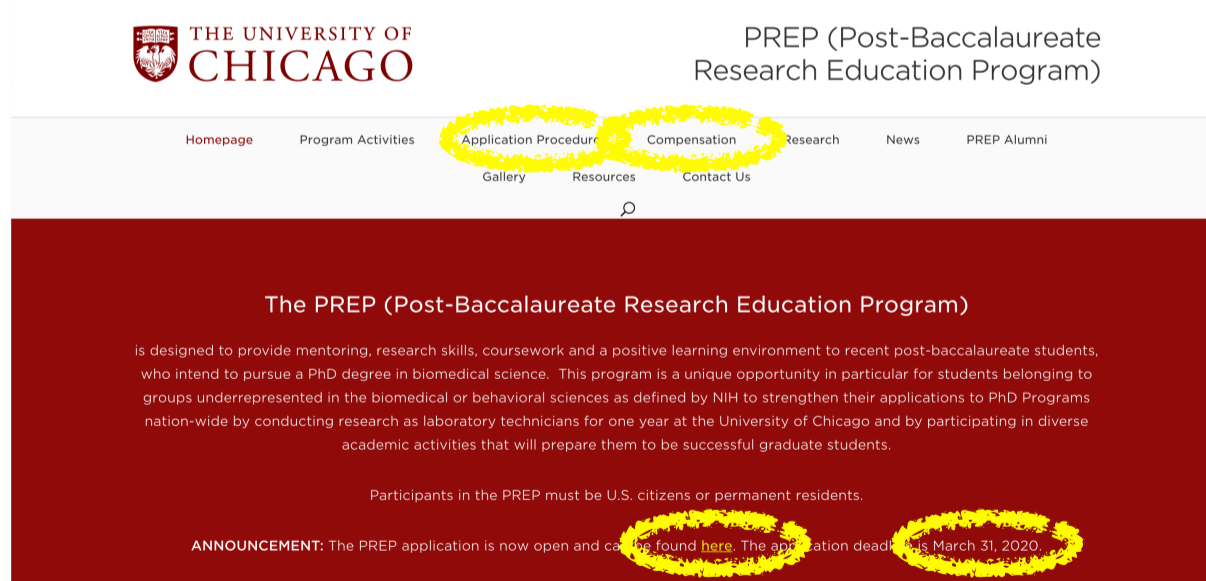 THE UNIVERSITY OF
CHICAGO
PREP (Post-Baccalaureate
Research Education Program)
Homepage Program Activities Application Procedure Compensation Research News PREP Alumni
Gallery Resources Contact Us
The PREP (Post-Baccalaureate Research Education Program)
is designed to provide mentoring, research skills, coursework and a positive learning environment to recent post-baccalaureate students,
who intend to pursue a PhD degree in biomedical science. This program is a unique opportunity in particular for students belonging to
groups underrepresented in the biomedical or behavioral sciences as defined by NIH to strengthen their applications to PhD Programs
nation-wide by conducting research as laboratory technicians for one year at the University of Chicago and by participating in diverse
academic activities that will prepare them to be successful graduate students.
Participants in the PREP must be U.S. citizens or permanent residents.
ANNOUNCEMENT: The PREP application is now open and can be found here. The application deadline is March 31, 2020.